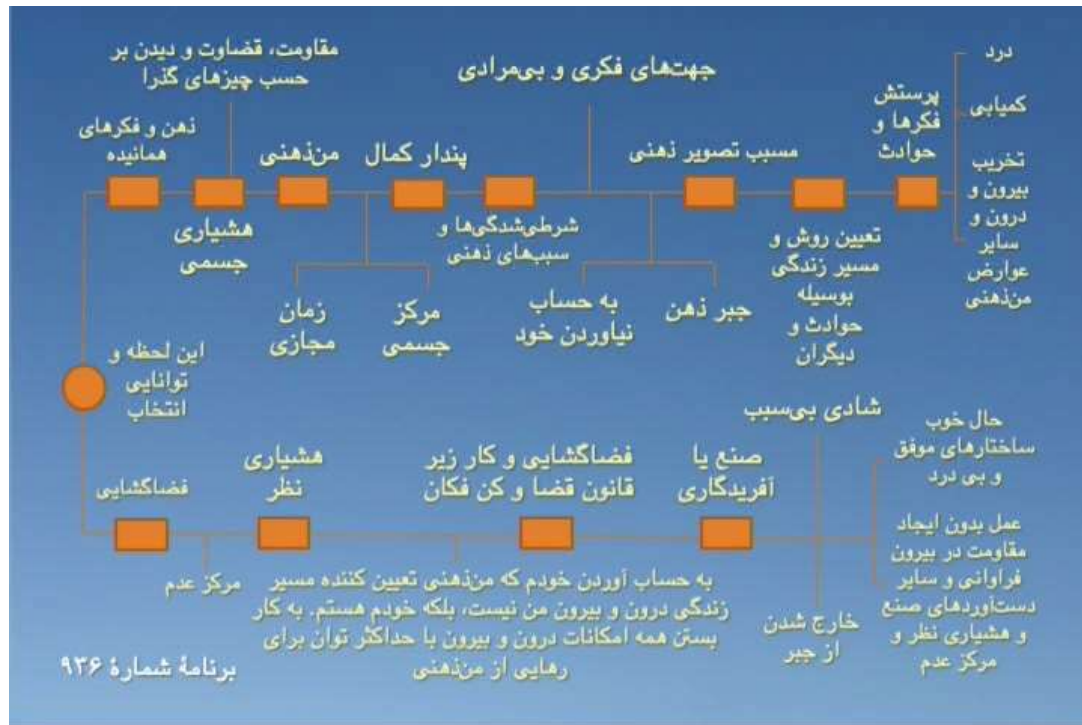 مقاومت، قضاوت و دیدن بر
حسب چیزهای گذرا
ذهن و فکرهای
همانیده
هشیاری
جسمی
من‌ذهنی
زمان
مجازی
مرکز
جسمی
پندار کمال
شرطی‌شدگی‌ها و
سبب‌های ذهنی
جهت‌های فکری و بی‌مرادی
به حساب
نیاوردن خود
جبر ذهن
مسبب تصویر ذهنی
تعیین روش و
مسیر زندگی
بوسیله
حوادث و
دیگران
پرستش
فکرها و
حوادث
درد
کمیابی
تخریب
بیرون و
درون و
سایر
عوارض
من‌ذهنی
این لحظه و
توانایی
انتخاب
فضاگشایی
مرکز عدم
هشیاری
نظر
فضاگشایی و کار زیر
قانون قضا و کن فکان
به حساب آوردن خودم که من‌ذهنی تعیین کننده مسیر
زندگی درون و بیرون من نیست، بلکه خودم هستم. به کار
بستن همه امکانات درون و بیرون با حداکثر توان برای
رهایی از من‌ذهنی
صنع یا
آفریدگاری
شادی بی‌سبب
خارج شدن
از جبر
حال خوب
ساختارهای موفق
و بی درد
عمل بدون ایجاد
مقاومت در بیرون
فراوانی و سایر
دست‌آوردهای صنع
و هشیاری نظر و
مرکز عدم
برنامهٔ شمارهٔ ۹۳۶